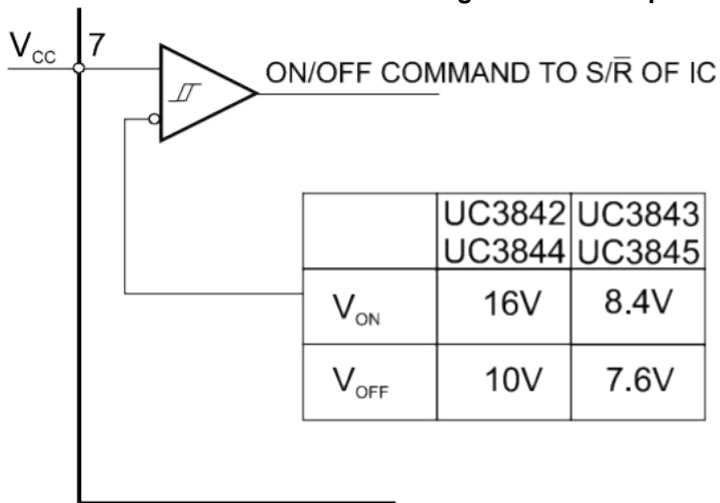 V_CC 7
ON/OFF COMMAND TO S/R̅ OF IC
UC3842 UC3843
UC3844 UC3845
V_ON 16V 8.4V
V_OFF 10V 7.6V